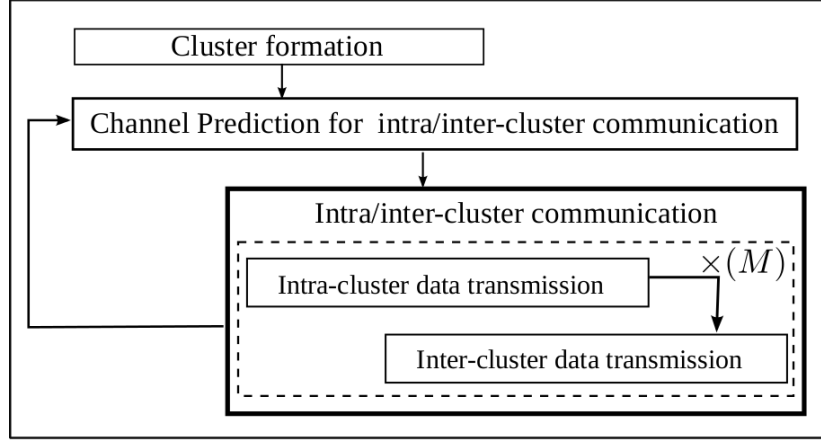 Cluster formation
Channel Prediction for intra/inter-cluster communication
Intra/inter-cluster communication
×(M)
Intra-cluster data transmission
Inter-cluster data transmission